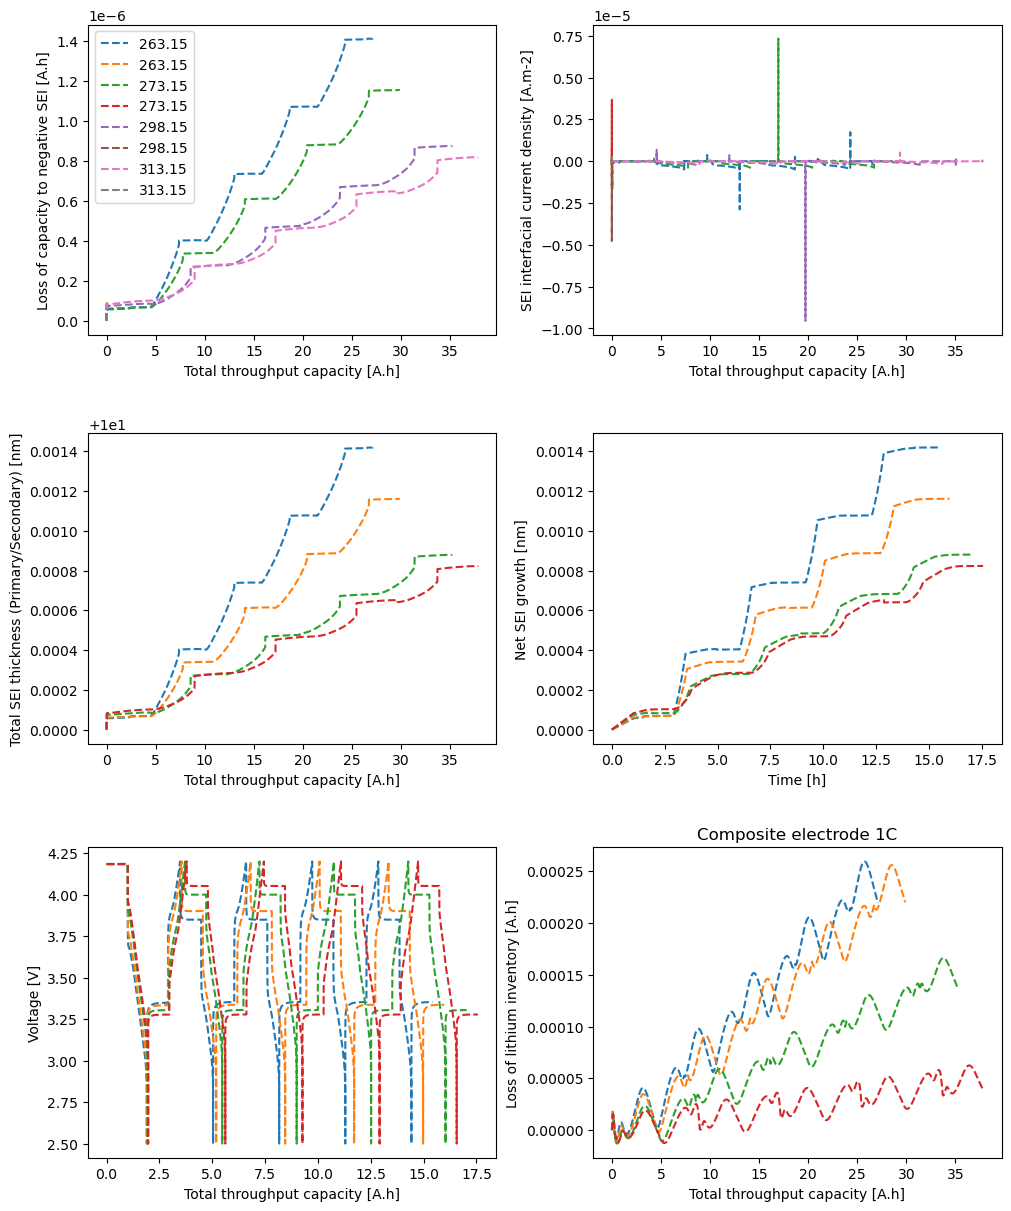 1e−6
Loss of capacity to negative SEI [A.h]
1.4
1.2
1.0
0.8
0.6
0.4
0.2
0.0
263.15
263.15
273.15
273.15
298.15
298.15
313.15
313.15
0 5 10 15 20 25 30 35
Total throughput capacity [A.h]
1e−5
SEI interfacial current density [A.m-2]
0.75
0.50
0.25
0.00
−0.25
−0.50
−0.75
−1.00
0 5 10 15 20 25 30 35
Total throughput capacity [A.h]
+1e1
Total SEI thickness (Primary/Secondary) [nm]
0.0014
0.0012
0.0010
0.0008
0.0006
0.0004
0.0002
0.0000
0 5 10 15 20 25 30 35
Total throughput capacity [A.h]
Net SEI growth [nm]
0.0014
0.0012
0.0010
0.0008
0.0006
0.0004
0.0002
0.0000
0.0 2.5 5.0 7.5 10.0 12.5 15.0 17.5
Time [h]
Voltage [V]
4.25
4.00
3.75
3.50
3.25
3.00
2.75
2.50
0.0 2.5 5.0 7.5 10.0 12.5 15.0 17.5
Total throughput capacity [A.h]
Composite electrode 1C
Loss of lithium inventory [A.h]
0.00025
0.00020
0.00015
0.00010
0.00005
0.00000
0 5 10 15 20 25 30 35
Total throughput capacity [A.h]